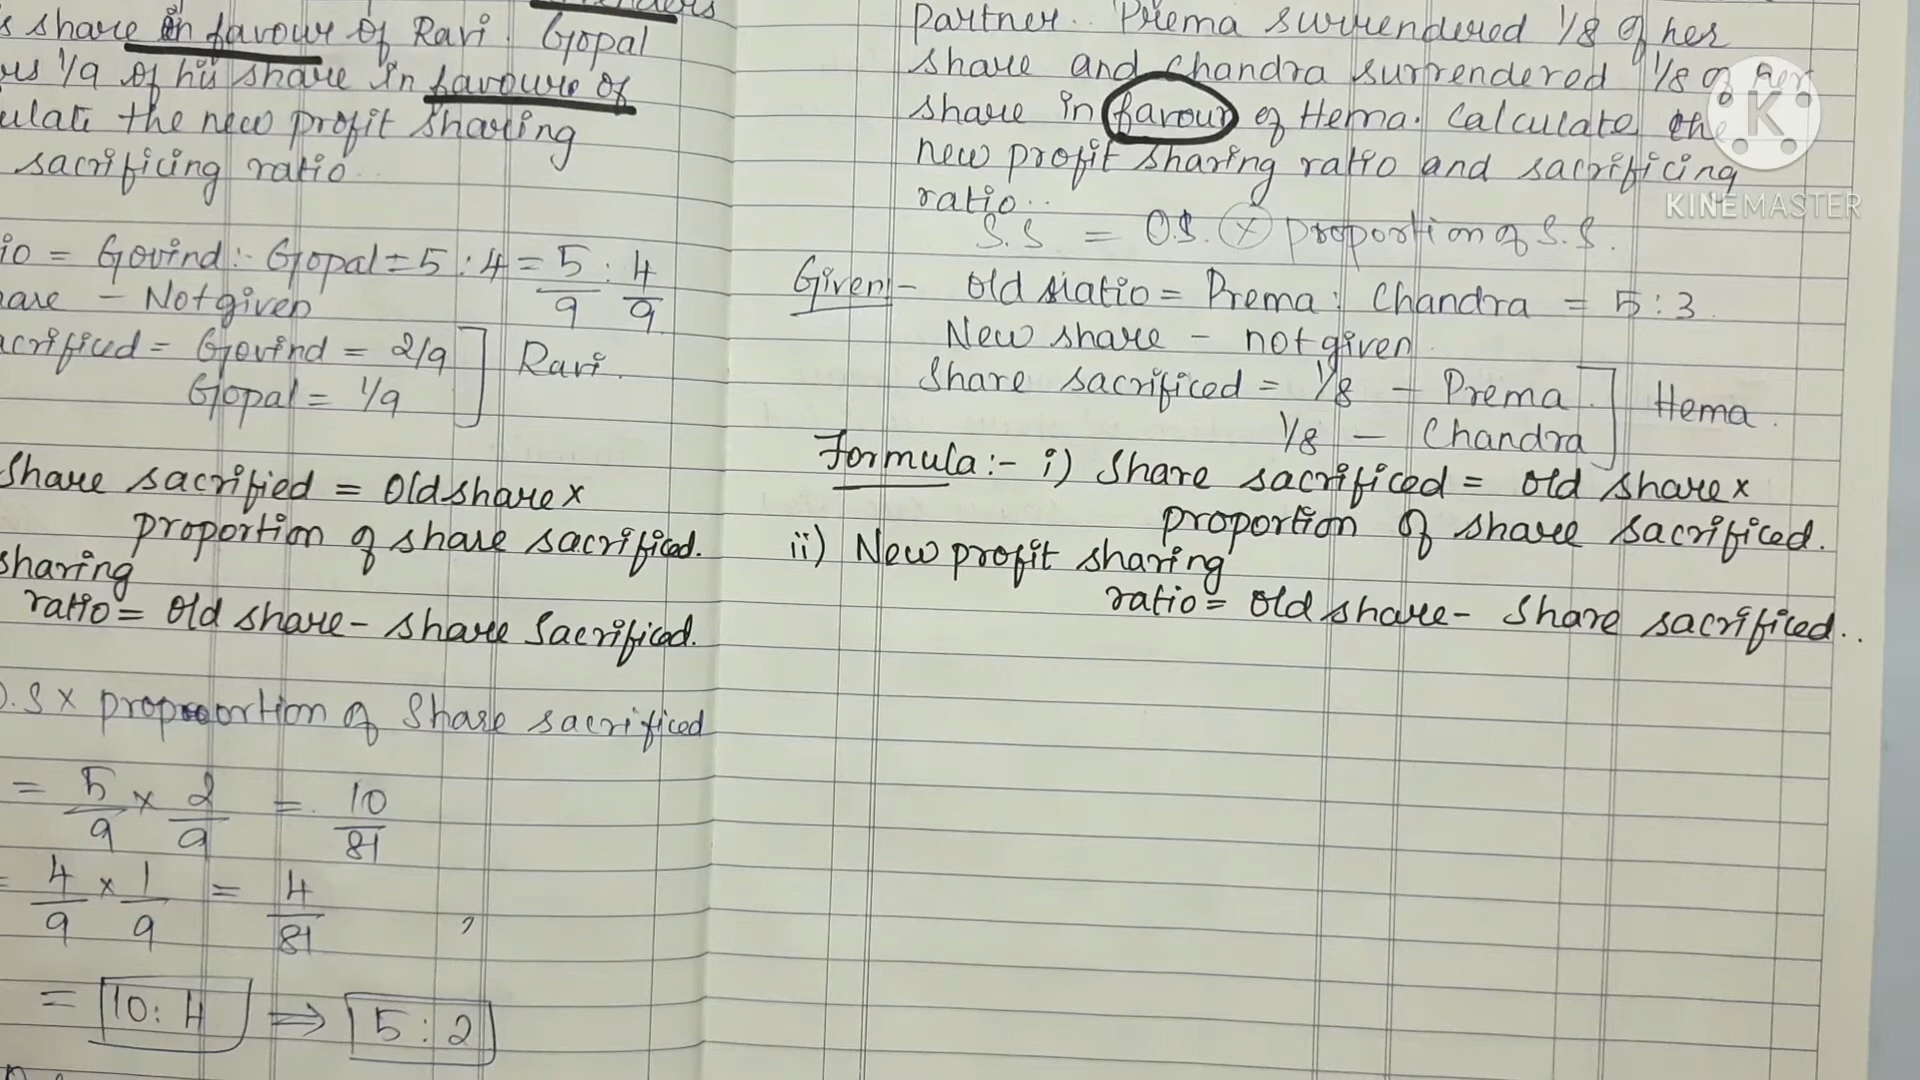 s share in favour of Ravi. Gopal
1/9 of his share in favoure of
the new profit sharing
sacrificing ratio..
= Govind :- Gopal = 5 : 4 = 5/9 : 4/9
- Not given
= Govind = 2/9
Gopal = 1/9
Ravi.
Share sacrified = Old share x
proportion of share sacrificed.
sharing
ratio = Old share - share Sacrificed.
.S x proportion of Share sacrificed
= 5/9 x 2/9 = 10/81
= 4/9 x 1/9 = 4/81 ,
= 10 : 4 ⇒ 5 : 2
Partner.. Prema surrendered 1/8 of her
share and Chandra surrendered 1/8 of her
share in favour of Hema. Calculate the
new profit sharing ratio and sacrificing
ratio..
S.S = O.S. x proportion of S.S.
Given :- Old ratio = Prema : Chandra = 5 : 3.
New share - not given.
Share sacrificed = 1/8 - Prema
1/8 - Chandra
Hema.
Formula :- i) Share sacrificed = Old share x
proportion of share sacrificed.
ii) New profit sharing
ratio = Old share - Share sacrificed..
K
KINEMASTER